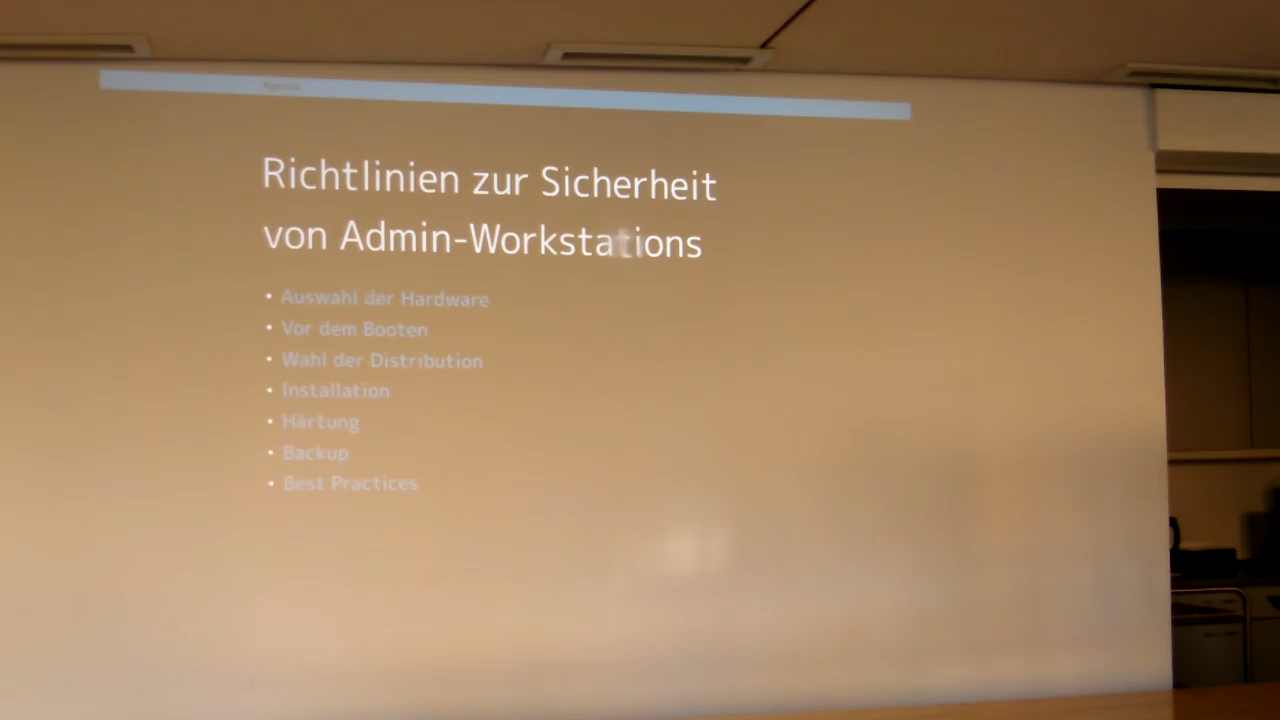 Agenda
Richtlinien zur Sicherheit
von Admin-Workstations
• Auswahl der Hardware
• Vor dem Booten
• Wahl der Distribution
• Installation
• Härtung
• Backup
• Best Practices